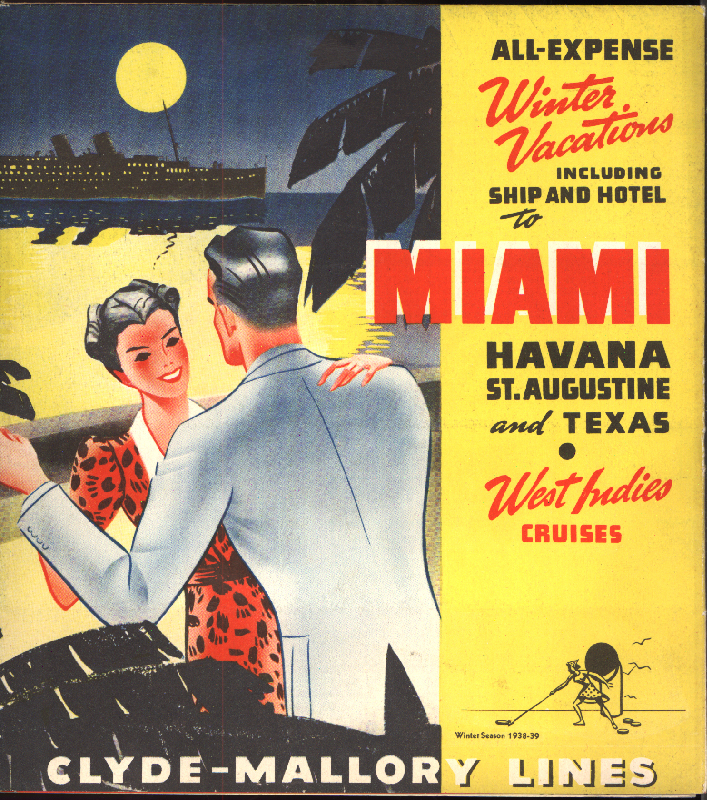 ALL-EXPENSE
Winter
Vacations
INCLUDING
SHIP AND HOTEL
to
MIAMI
HAVANA
ST. AUGUSTINE
and TEXAS
West Indies
CRUISES
Winter Season 1938-39
CLYDE-MALLORY LINES